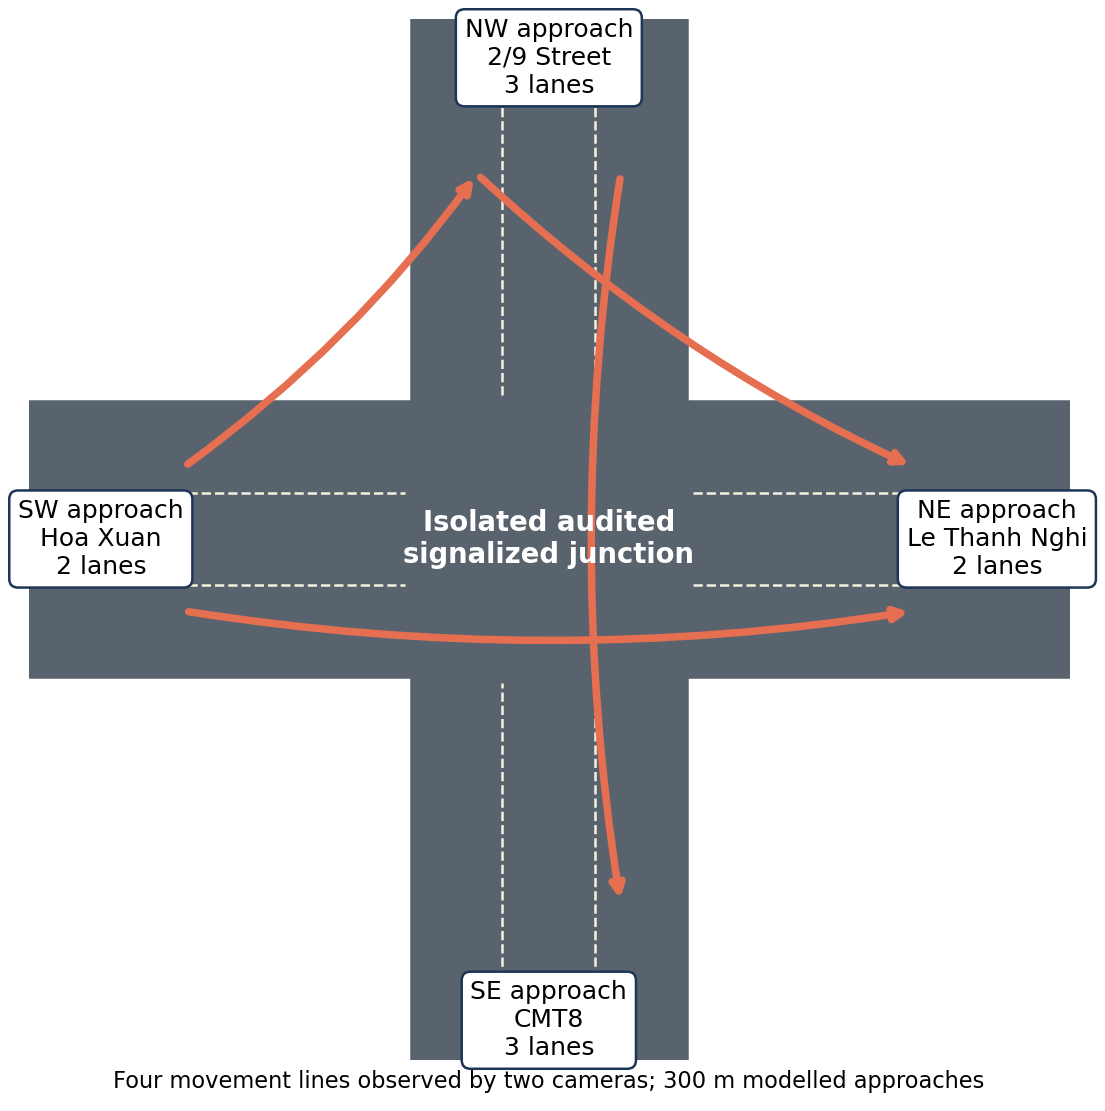 NW approach
2/9 Street
3 lanes
SW approach
Hoa Xuan
2 lanes
Isolated audited
signalized junction
NE approach
Le Thanh Nghi
2 lanes
SE approach
CMT8
3 lanes
Four movement lines observed by two cameras; 300 m modelled approaches